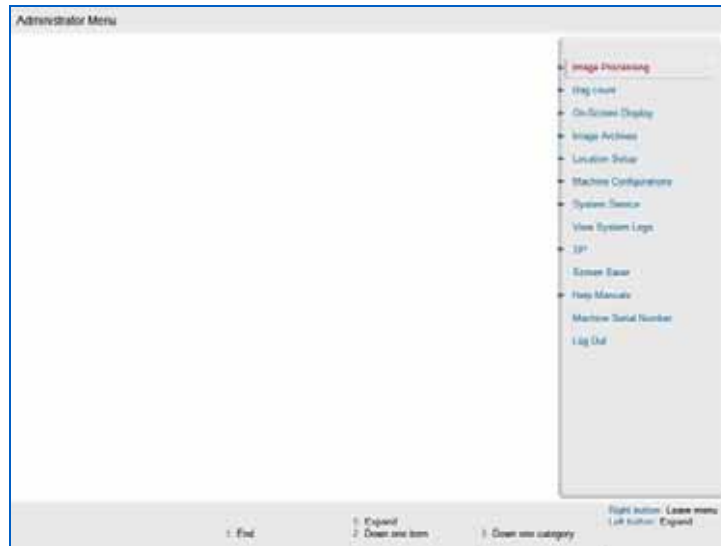 Administrator Menu
Image Processing
Bag count
On-Screen Display
Image Archives
Location Setup
Machine Configurations
System Service
View System Logs
Screen Saver
Help Manuals
Machine Serial Number
Log Out
Right button: Leave menu
5: Expand
Left button: Expand
1: End
2: Down one item
3: Down one category